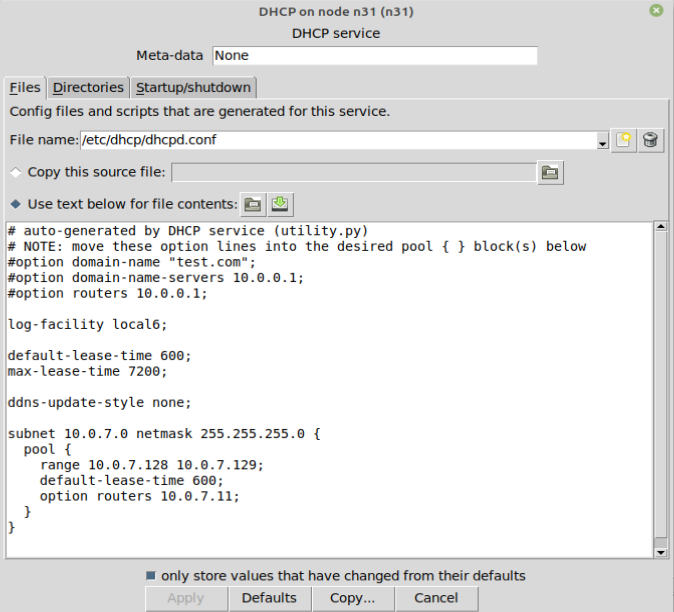 DHCP on node n31 (n31)
DHCP service
Meta-data None
Files Directories Startup/shutdown
Config files and scripts that are generated for this service.
File name: /etc/dhcp/dhcpd.conf
Copy this source file:
Use text below for file contents:
# auto-generated by DHCP service (utility.py)
# NOTE: move these option lines into the desired pool { } block(s) below
#option domain-name "test.com";
#option domain-name-servers 10.0.0.1;
#option routers 10.0.0.1;
log-facility local6;
default-lease-time 600;
max-lease-time 7200;
ddns-update-style none;
subnet 10.0.7.0 netmask 255.255.255.0 {
  pool {
    range 10.0.7.128 10.0.7.129;
    default-lease-time 600;
    option routers 10.0.7.11;
  }
}
only store values that have changed from their defaults
Apply Defaults Copy... Cancel